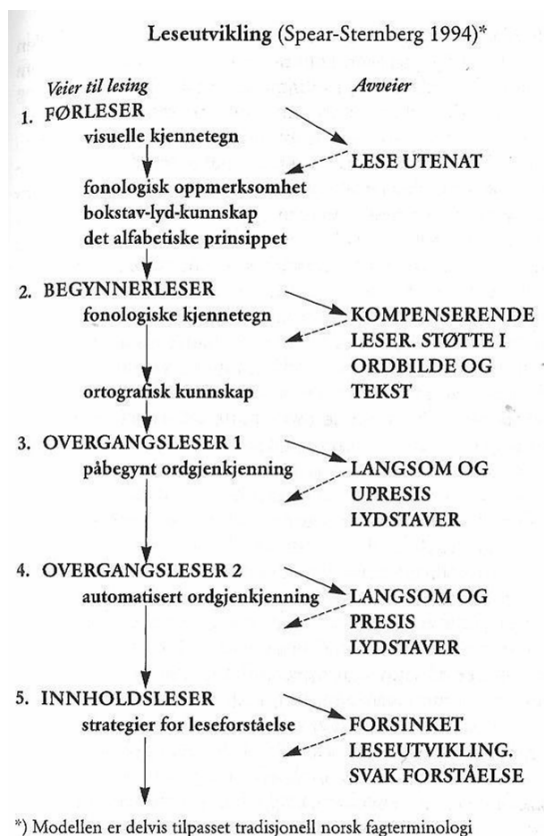 Leseutvikling (Spear-Sternberg 1994)*
Veier til lesing
Avveier
1. FØRLESER
visuelle kjennetegn
LESE UTENAT
fonologisk oppmerksomhet
bokstav-lyd-kunnskap
det alfabetiske prinsippet
2. BEGYNNERLESER
fonologiske kjennetegn
KOMPENSERENDE
LESER. STØTTE I
ORDBILDE OG
TEKST
ortografisk kunnskap
3. OVERGANGSLESER 1
påbegynt ordgjenkjenning
LANGSOM OG
UPRESIS
LYDSTAVER
4. OVERGANGSLESER 2
automatisert ordgjenkjenning
LANGSOM OG
PRESIS
LYDSTAVER
5. INNHOLDSLESER
strategier for leseforståelse
FORSINKET
LESEUTVIKLING.
SVAK FORSTÅELSE
*) Modellen er delvis tilpasset tradisjonell norsk fagterminologi